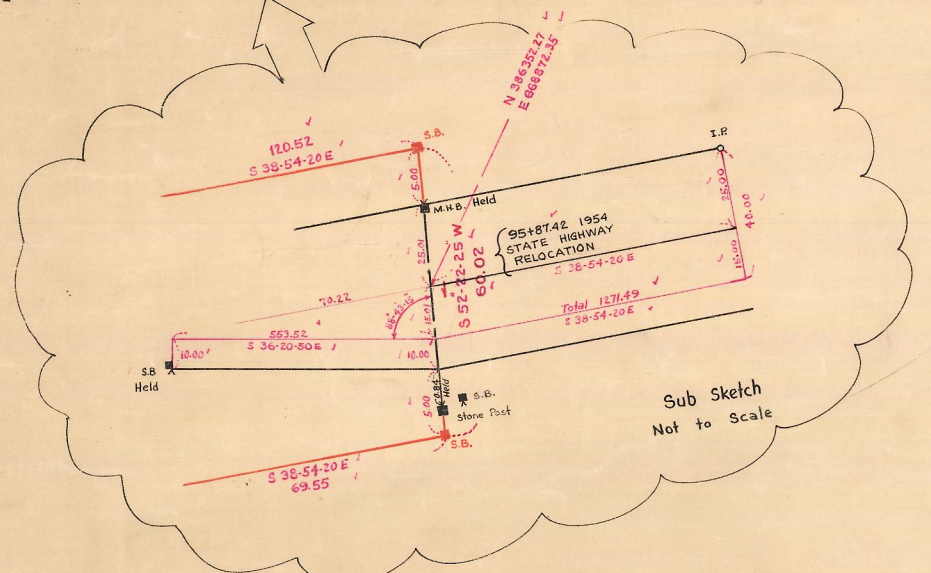 N 386352.27
E 868872.35
120.52
S 38-54-20 E
S.B.
5.00
I.P.
M.H.B. Held
25.00
40.00
15.00
25.01
S 52-22-25 W
60.02
95+87.42 1954
STATE HIGHWAY
RELOCATION
S 38-54-20 E
70.22
15.01
Total 1271.49
S 38-54-20 E
553.52
S 36-20-50 E
10.00'
10.00
S.B
Held
60.84
Held
5.00
S.B.
Stone Post
S.B.
S 38-54-20 E
69.55
Sub Sketch
Not to Scale